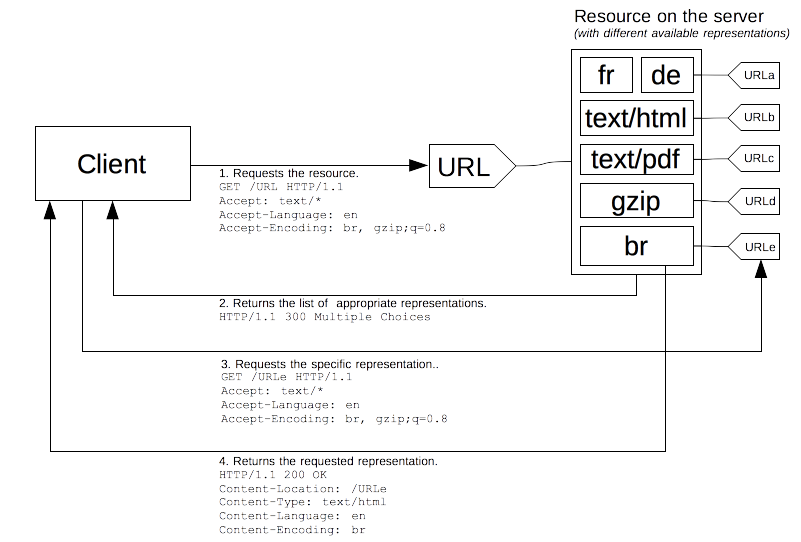 Resource on the server
(with different available representations)
fr
de
URLa
text/html
URLb
Client
URL
text/pdf
URLc
1. Requests the resource.
GET /URL HTTP/1.1
Accept: text/*
Accept-Language: en
Accept-Encoding: br, gzip;q=0.8
gzip
URLd
br
URLe
2. Returns the list of appropriate representations.
HTTP/1.1 300 Multiple Choices
3. Requests the specific representation..
GET /URLe HTTP/1.1
Accept: text/*
Accept-Language: en
Accept-Encoding: br, gzip;q=0.8
4. Returns the requested representation.
HTTP/1.1 200 OK
Content-Location: /URLe
Content-Type: text/html
Content-Language: en
Content-Encoding: br